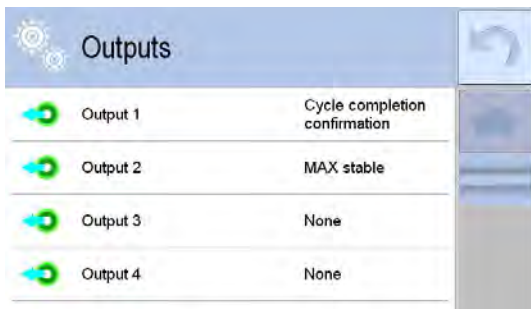 Outputs
Output 1
Cycle completion
confirmation
Output 2
MAX stable
Output 3
None
Output 4
None